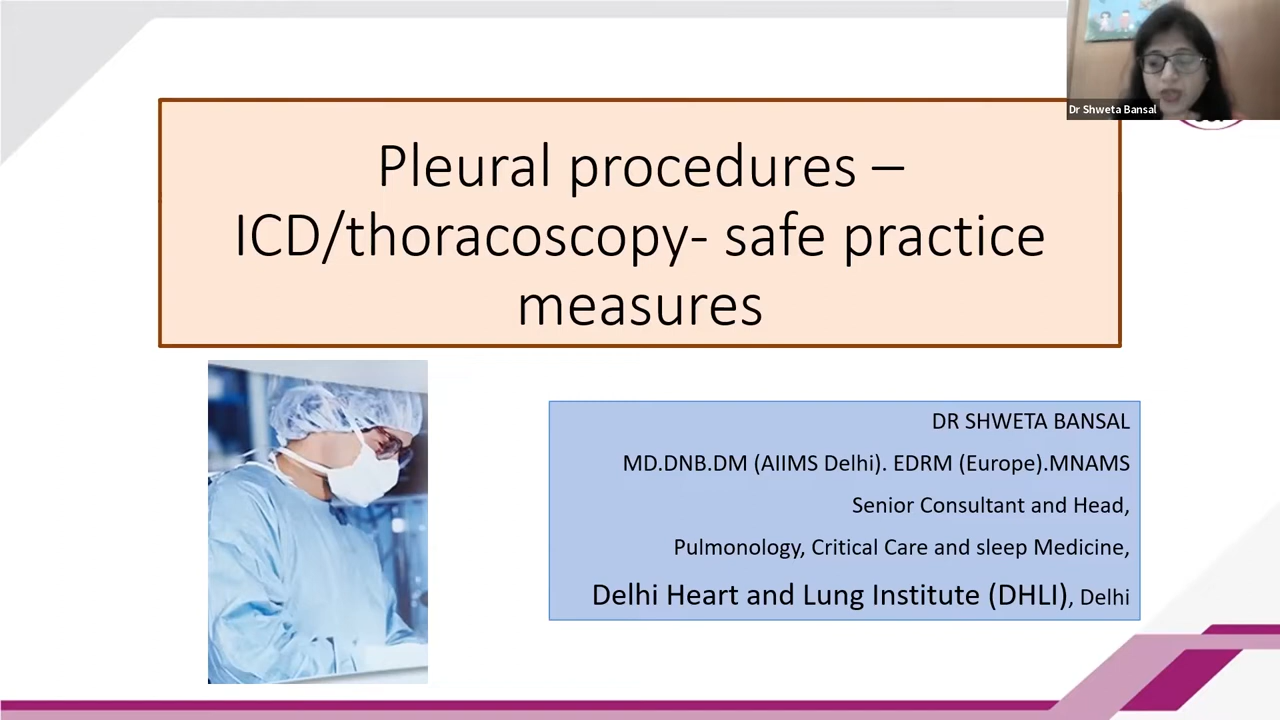 Dr Shweta Bansal
Pleural procedures –
ICD/thoracoscopy- safe practice
measures
DR SHWETA BANSAL
MD.DNB.DM (AIIMS Delhi). EDRM (Europe).MNAMS
Senior Consultant and Head,
Pulmonology, Critical Care and sleep Medicine,
Delhi Heart and Lung Institute (DHLI), Delhi